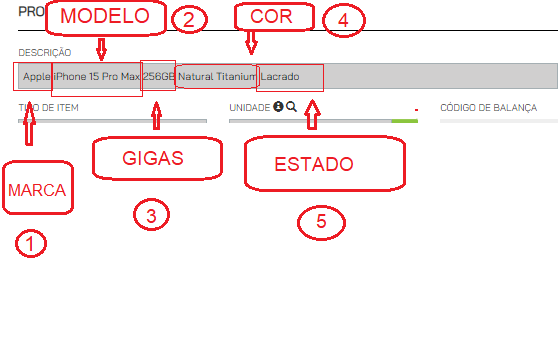 PRO
MODELO
2
COR
4
DESCRIÇÃO
Apple iPhone 15 Pro Max 256GB Natural Titanium Lacrado
TIPO DE ITEM
UNIDADE
CÓDIGO DE BALANÇA
MARCA
GIGAS
ESTADO
1
3
5